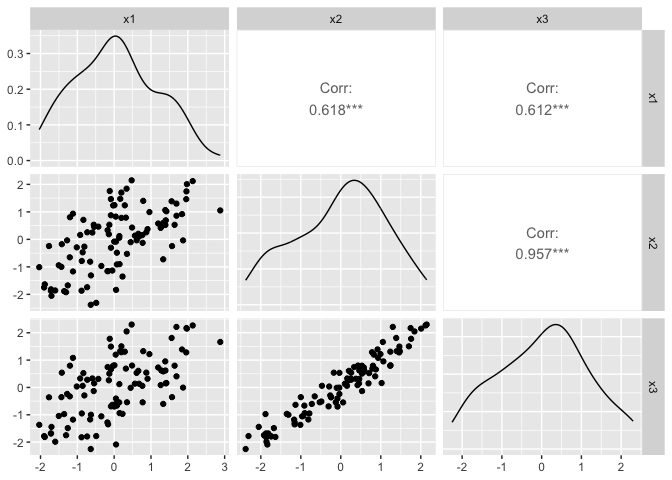 x1
x2
x3
0.3
0.2
0.1
0.0
Corr:
0.618***
Corr:
0.612***
x1
2
1
0
-1
-2
Corr:
0.957***
x2
2
1
0
-1
-2
x3
-2 -1 0 1 2 3
-2 -1 0 1 2
-2 -1 0 1 2